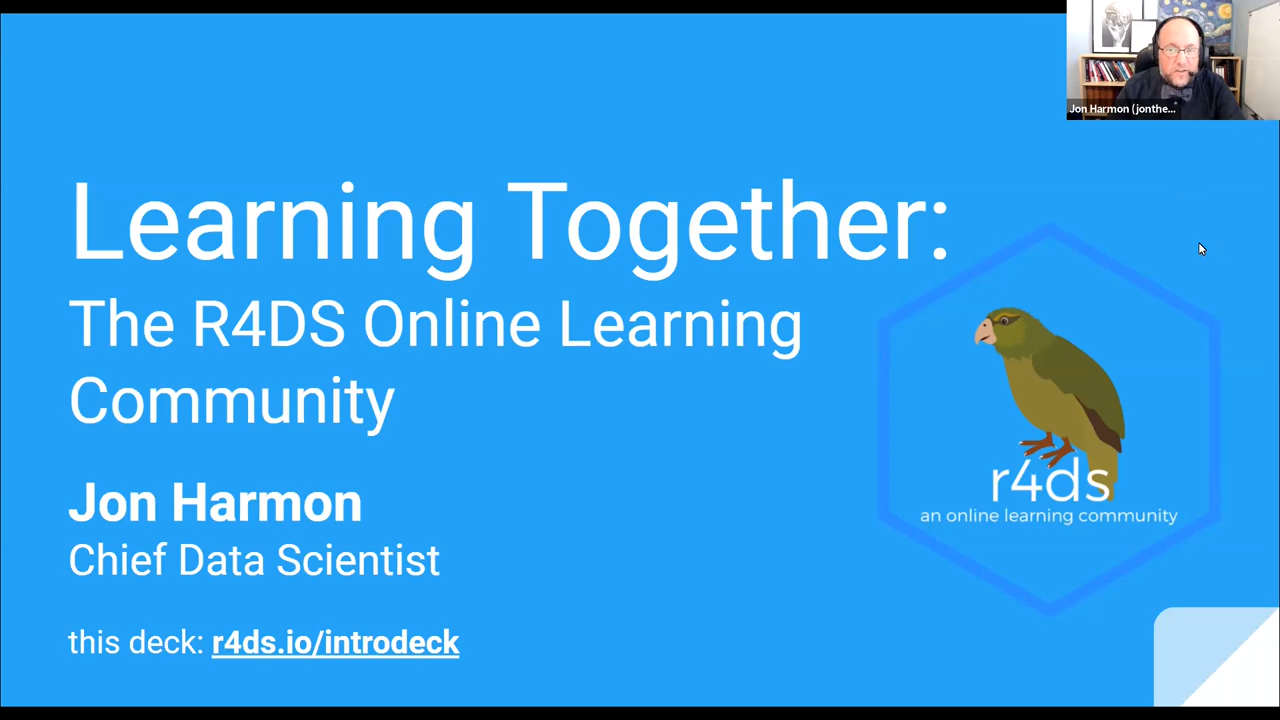 Jon Harmon (jonthe...
Learning Together:
The R4DS Online Learning
Community
Jon Harmon
Chief Data Scientist
this deck: r4ds.io/introdeck
r4ds
an online learning community